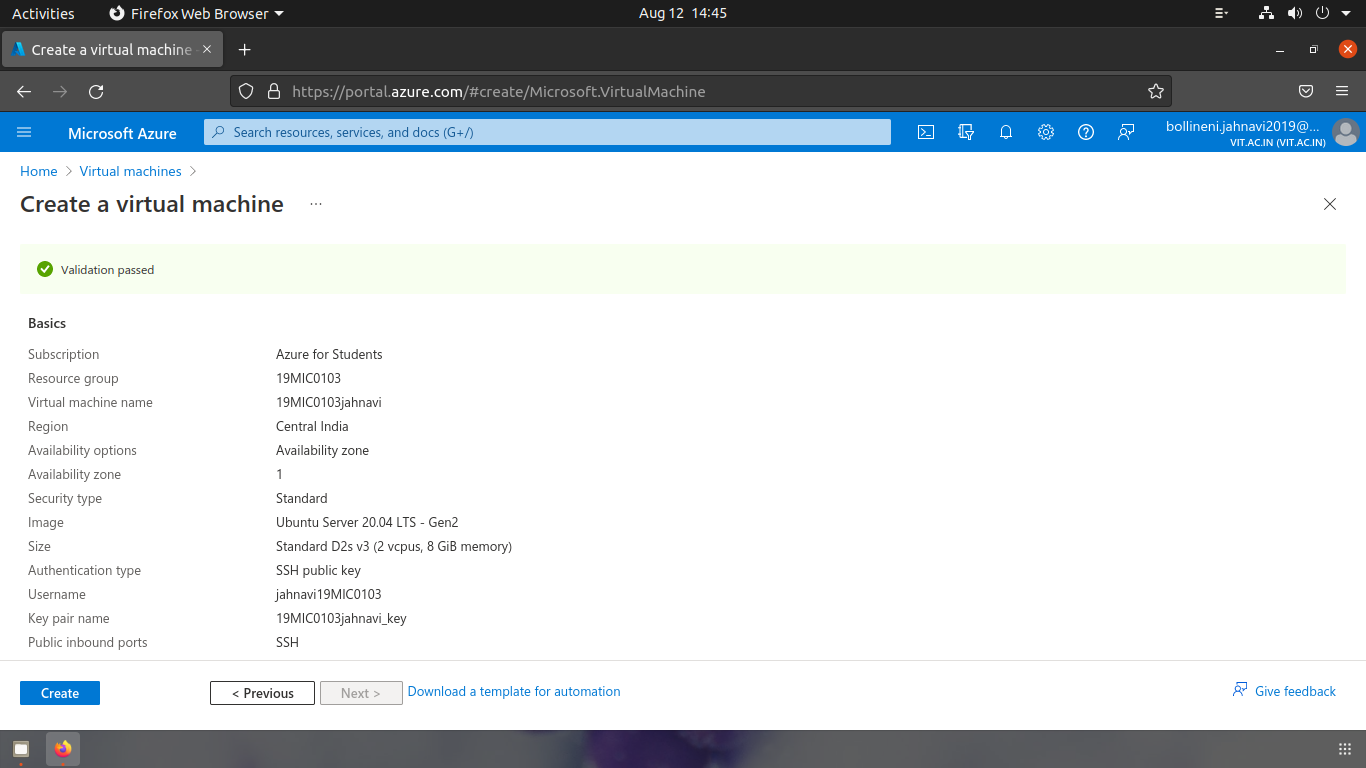 Activities
Firefox Web Browser
Aug 12 14:45
Create a virtual machine
https://portal.azure.com/#create/Microsoft.VirtualMachine
Microsoft Azure
Search resources, services, and docs (G+/)
bollineni.jahnavi2019@...
VIT.AC.IN (VIT.AC.IN)
Home > Virtual machines >
Create a virtual machine ...
Validation passed
Basics
Subscription Azure for Students
Resource group 19MIC0103
Virtual machine name 19MIC0103jahnavi
Region Central India
Availability options Availability zone
Availability zone 1
Security type Standard
Image Ubuntu Server 20.04 LTS - Gen2
Size Standard D2s v3 (2 vcpus, 8 GiB memory)
Authentication type SSH public key
Username jahnavi19MIC0103
Key pair name 19MIC0103jahnavi_key
Public inbound ports SSH
Create
< Previous
Next >
Download a template for automation
Give feedback